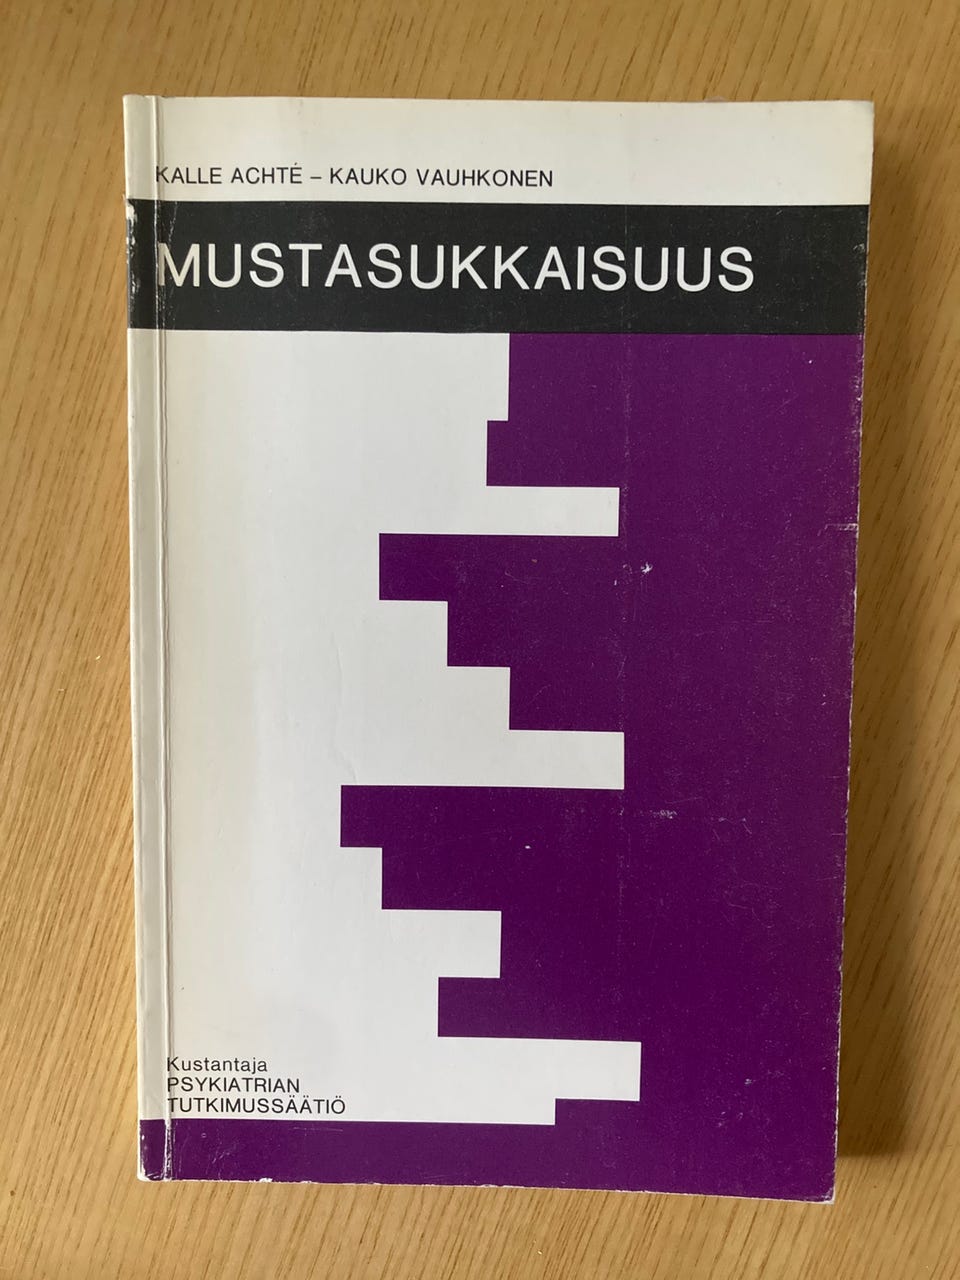 KALLE ACHTÉ – KAUKO VAUHKONEN
MUSTASUKKAISUUS
Kustantaja
PSYKIATRIAN
TUTKIMUSSÄÄTIÖ